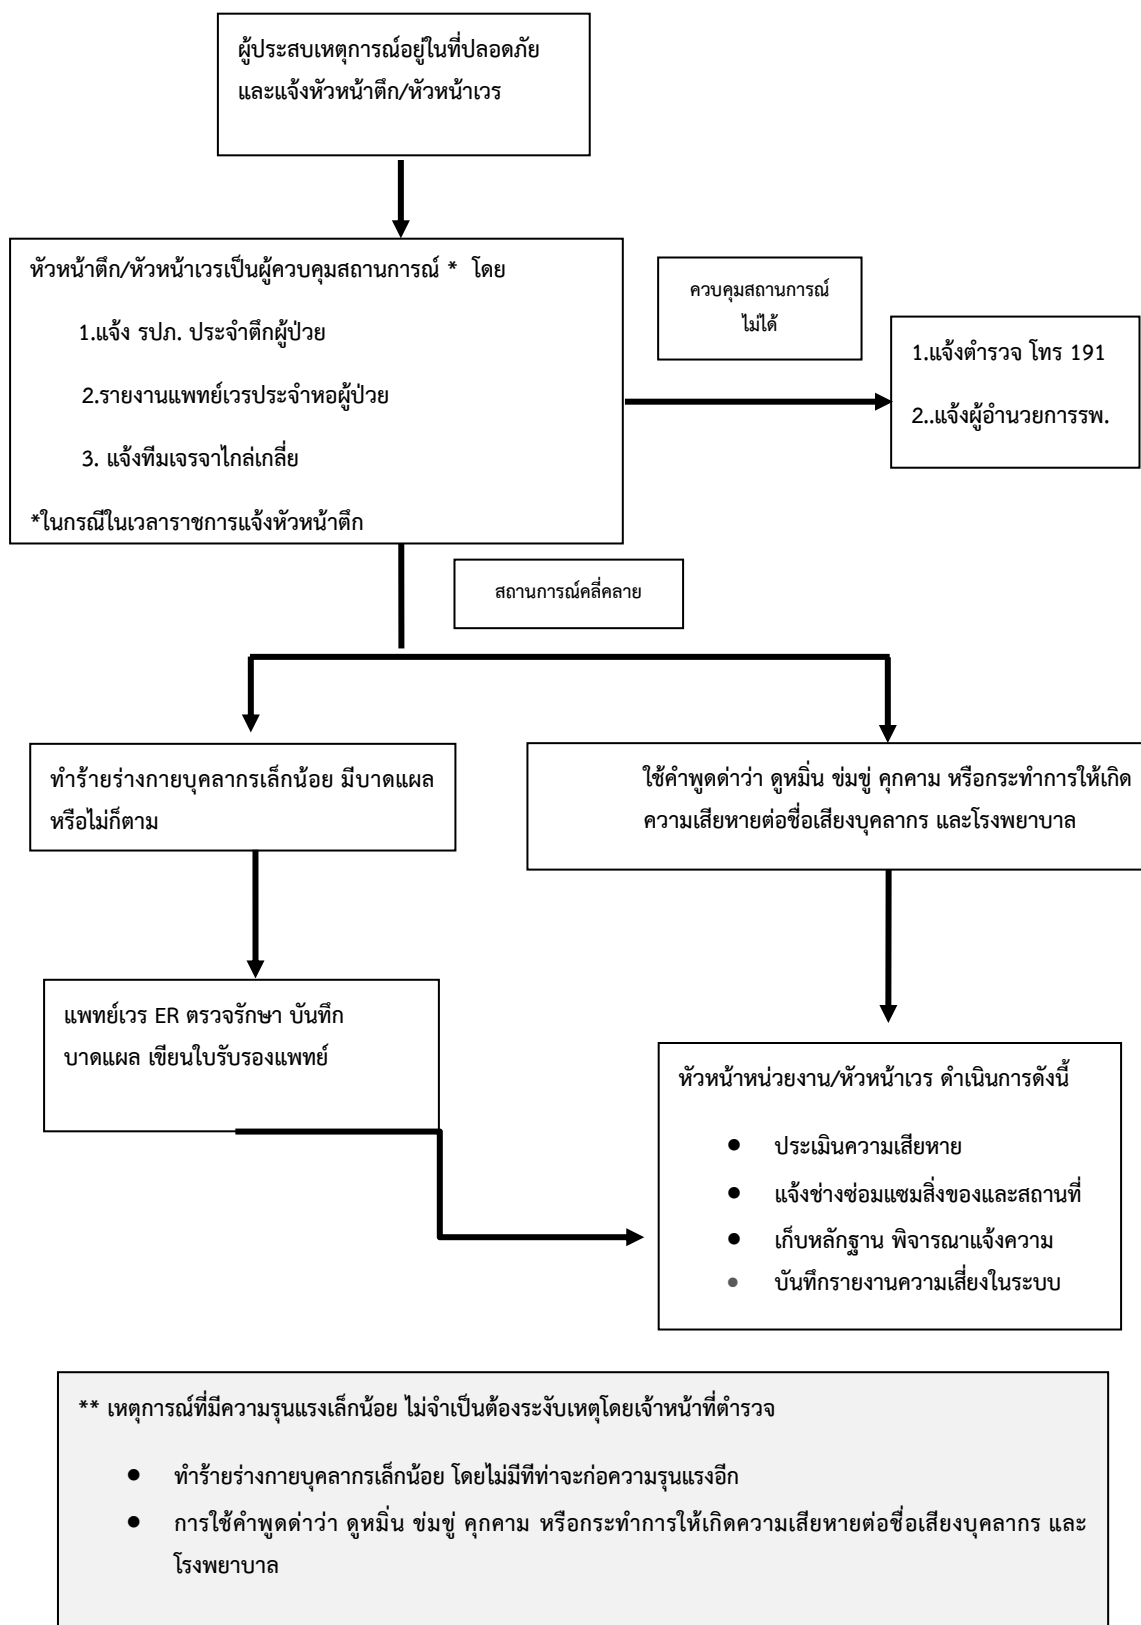 ผู้ประสบเหตุการณ์อยู่ในที่ปลอดภัย
และแจ้งหัวหน้าตึก/หัวหน้าเวร
หัวหน้าตึก/หัวหน้าเวรเป็นผู้ควบคุมสถานการณ์ * โดย
1.แจ้ง รปภ. ประจำตึกผู้ป่วย
2.รายงานแพทย์เวรประจำหอผู้ป่วย
3. แจ้งทีมเจรจาไกล่เกลี่ย
*ในกรณีในเวลาราชการแจ้งหัวหน้าตึก
ควบคุมสถานการณ์
ไม่ได้
1.แจ้งตำรวจ โทร 191
2..แจ้งผู้อำนวยการรพ.
สถานการณ์คลี่คลาย
ทำร้ายร่างกายบุคลากรเล็กน้อย มีบาดแผล
หรือไม่ก็ตาม
ใช้คำพูดด่าว่า ดูหมิ่น ข่มขู่ คุกคาม หรือกระทำการให้เกิด
ความเสียหายต่อชื่อเสียงบุคลากร และโรงพยาบาล
แพทย์เวร ER ตรวจรักษา บันทึก
บาดแผล เขียนใบรับรองแพทย์
หัวหน้าหน่วยงาน/หัวหน้าเวร ดำเนินการดังนี้
● ประเมินความเสียหาย
● แจ้งช่างซ่อมแซมสิ่งของและสถานที่
● เก็บหลักฐาน พิจารณาแจ้งความ
● บันทึกรายงานความเสี่ยงในระบบ
** เหตุการณ์ที่มีความรุนแรงเล็กน้อย ไม่จำเป็นต้องระงับเหตุโดยเจ้าหน้าที่ตำรวจ
● ทำร้ายร่างกายบุคลากรเล็กน้อย โดยไม่มีทีท่าจะก่อความรุนแรงอีก
● การใช้คำพูดด่าว่า ดูหมิ่น ข่มขู่ คุกคาม หรือกระทำการให้เกิดความเสียหายต่อชื่อเสียงบุคลากร และ
โรงพยาบาล